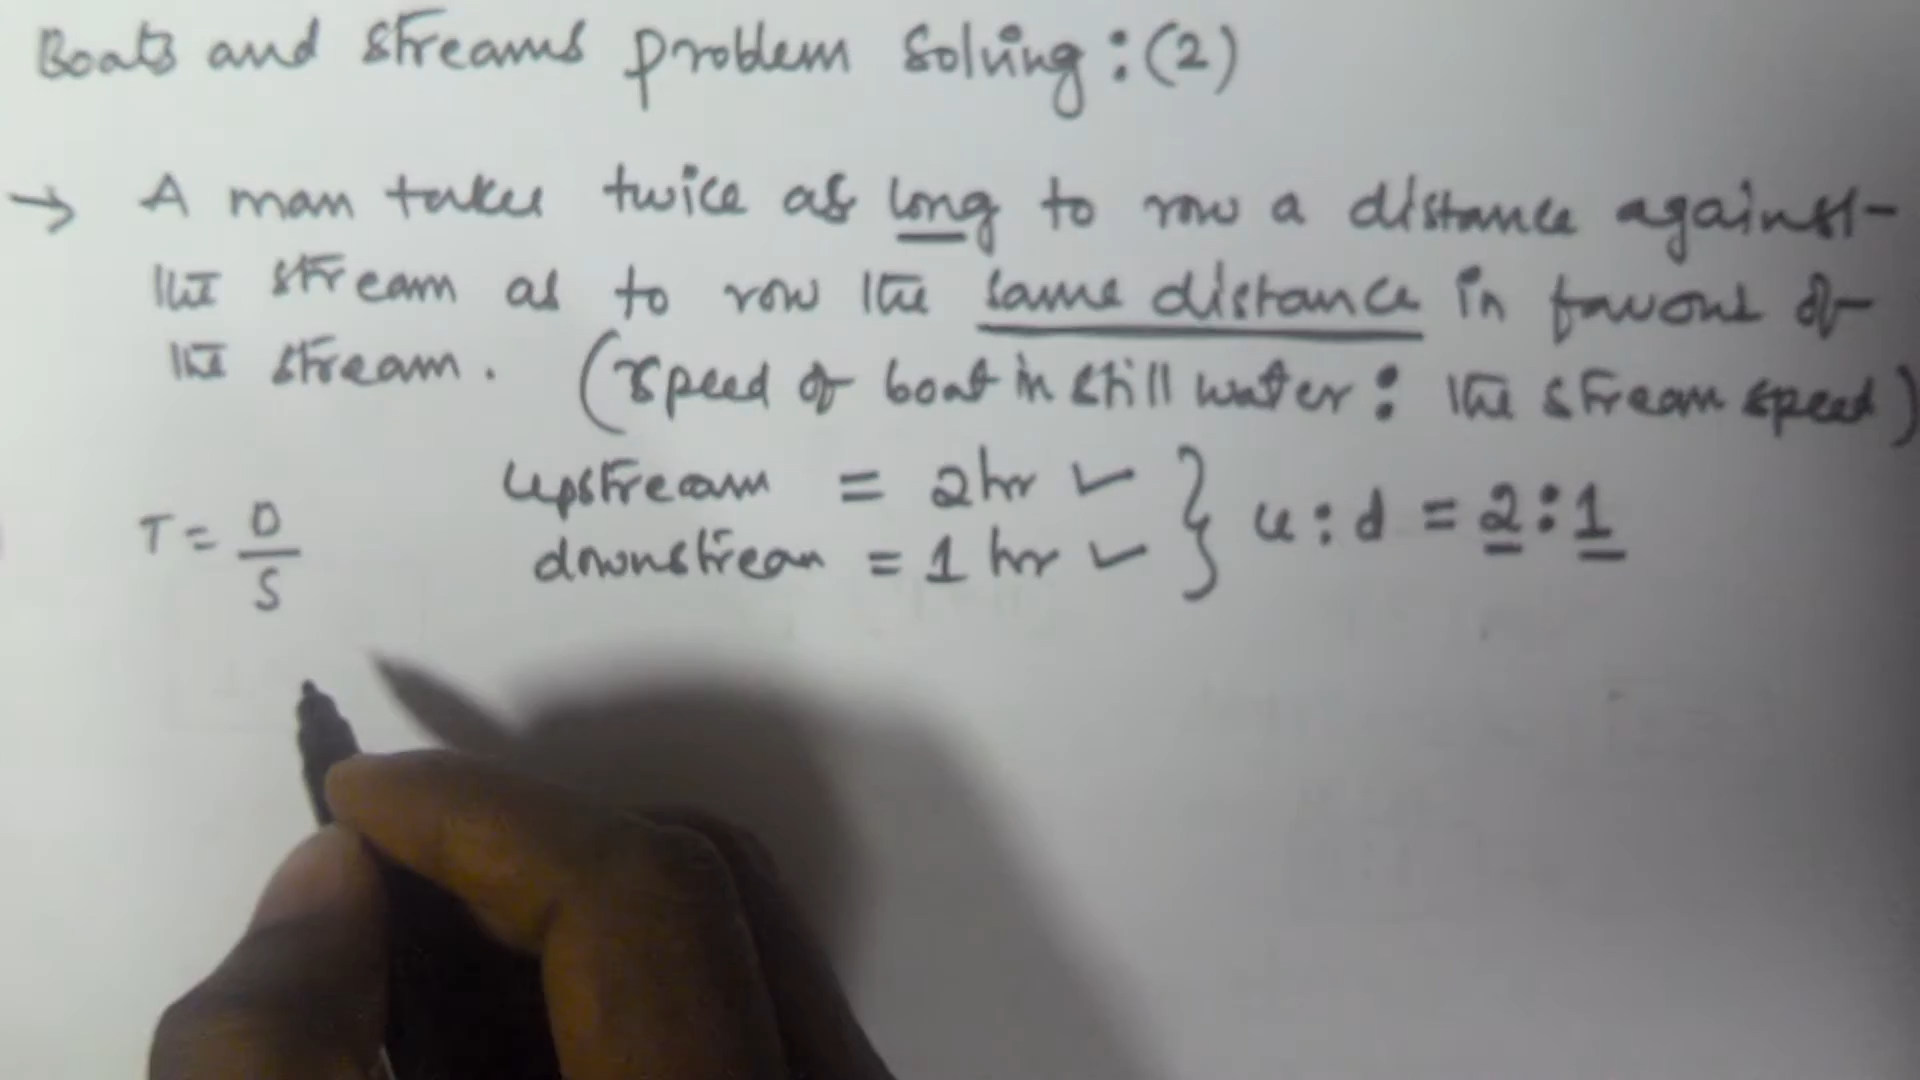 Boats and streams problem solving : (2)
→ A man takes twice as long to row a distance against
the stream as to row the same distance in favour of
the stream. (speed of boat in still water : the stream speed)
upstream = 2 hr ✓
downstream = 1 hr ✓ } u : d = 2 : 1
T = D/S